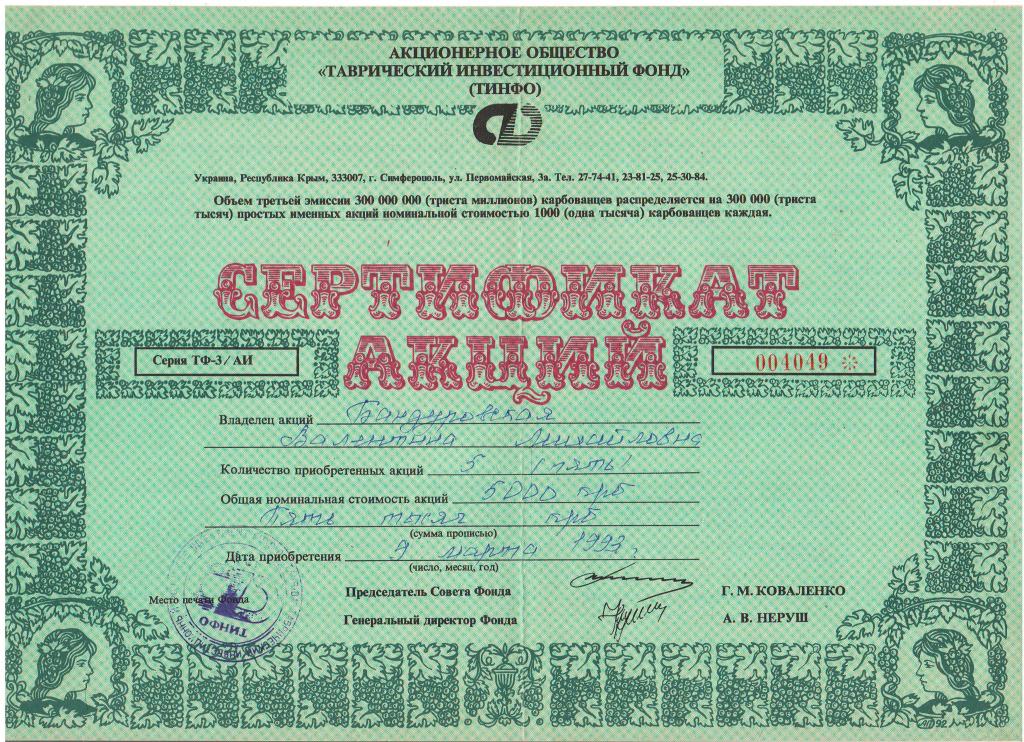 АКЦИОНЕРНОЕ ОБЩЕСТВО
«ТАВРИЧЕСКИЙ ИНВЕСТИЦИОННЫЙ ФОНД»
(ТИНФО)
Украина, Республика Крым, 333007, г. Симферополь, ул. Первомайская, 3а. Тел. 27-74-41, 23-81-25, 25-30-84.
Объем третьей эмиссии 300 000 000 (триста миллионов) карбованцев распределяется на 300 000 (триста
тысяч) простых именных акций номинальной стоимостью 1000 (одна тысяча) карбованцев каждая.
СЕРТИФИКАТ
АКЦИЙ
Серия ТФ-3 / АИ
004049
Владелец акций Бандуровская
Валентина Михайловна
Количество приобретенных акций 5 (пять)
Общая номинальная стоимость акций 5000 крб
Пять тысяч крб
(сумма прописью)
Дата приобретения 9 марта 1993 г.
(число, месяц, год)
Председатель Совета Фонда Г. М. КОВАЛЕНКО
Место печати Фонда
Генеральный директор Фонда А. В. НЕРУШ
ТИНФО